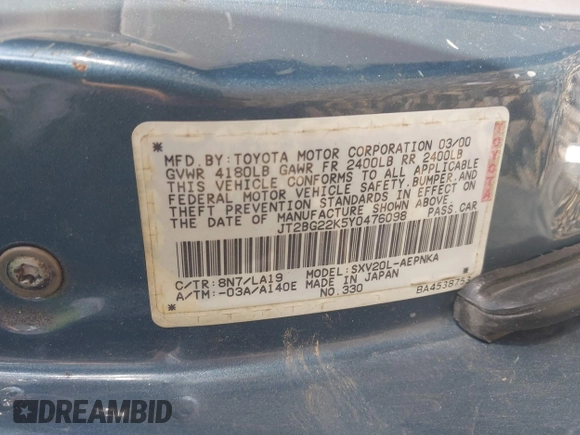 MFD.BY:TOYOTA MOTOR CORPORATION 03/00
GVWR 4180LB GAWR FR 2400LB RR 2400LB
THIS VEHICLE CONFORMS TO ALL APPLICABLE
FEDERAL MOTOR VEHICLE SAFETY,BUMPER,AND
THEFT PREVENTION STANDARDS IN EFFECT ON
THE DATE OF MANUFACTURE SHOWN ABOVE.
JT2BG22K5Y0476098 PASS.CAR
TOYOTA
C/TR:8N7/LA19 MODEL:SXV20L-AEPNKA
A/TM:-03A/A140E MADE IN JAPAN
NO.330
DREAMBID